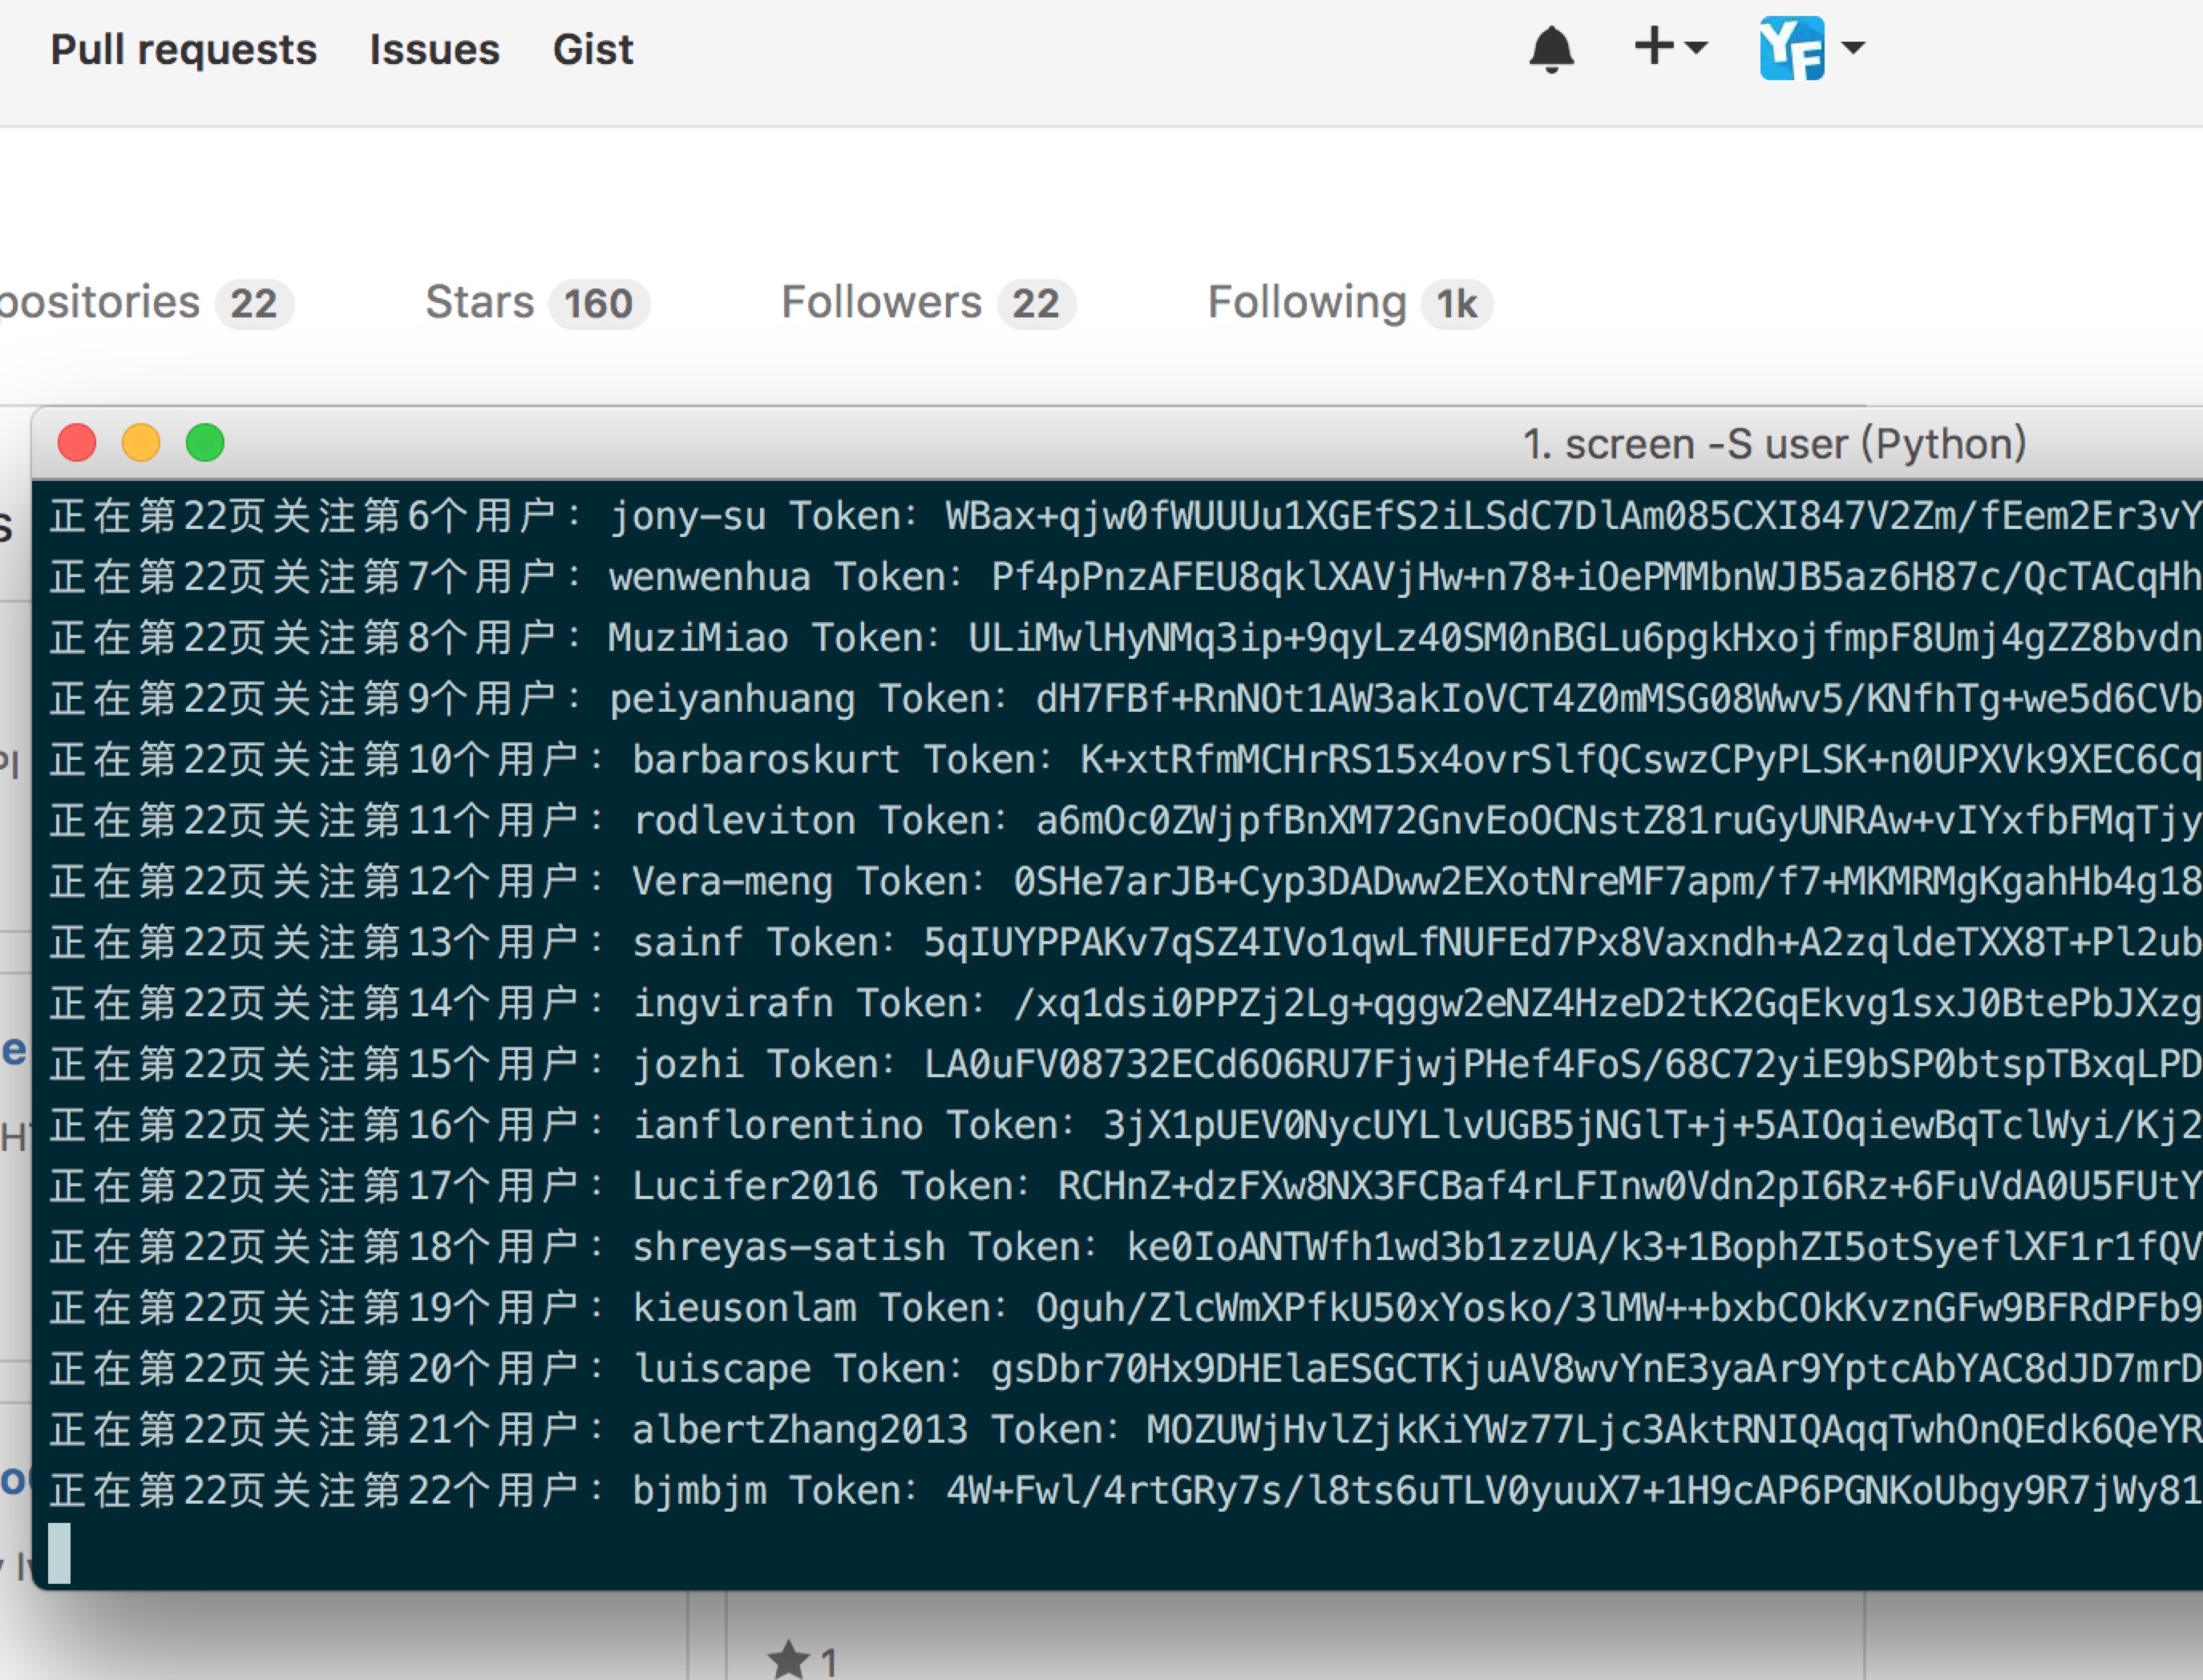 Pull requests Issues Gist
YF
positories 22 Stars 160 Followers 22 Following 1k
1. screen -S user (Python)
正在第22页关注第6个用户: jony-su Token: WBax+qjw0fWUUUu1XGEfS2iLSdC7DlAm085CXI847V2Zm/fEem2Er3vY
正在第22页关注第7个用户: wenwenhua Token: Pf4pPnzAFEU8qklXAVjHw+n78+iOePMMbnWJB5az6H87c/QcTACqHh
正在第22页关注第8个用户: MuziMiao Token: ULiMwlHyNMq3ip+9qyLz40SM0nBGLu6pgkHxojfmpF8Umj4gZZ8bvdn
正在第22页关注第9个用户: peiyanhuang Token: dH7FBf+RnNOt1AW3akIoVCT4Z0mMSG08Wwv5/KNfhTg+we5d6CVb
正在第22页关注第10个用户: barbaroskurt Token: K+xtRfmMCHrRS15x4ovrSlfQCswzCPyPLSK+n0UPXVk9XEC6Cq
正在第22页关注第11个用户: rodleviton Token: a6mOc0ZWjpfBnXM72GnvEoOCNstZ81ruGyUNRAw+vIYxfbFMqTjy
正在第22页关注第12个用户: Vera-meng Token: 0SHe7arJB+Cyp3DADww2EXotNreMF7apm/f7+MKMRMgKgahHb4g18
正在第22页关注第13个用户: sainf Token: 5qIUYPPAKv7qSZ4IVo1qwLfNUFEd7Px8Vaxndh+A2zqldeTXX8T+Pl2ub
正在第22页关注第14个用户: ingvirafn Token: /xq1dsi0PPZj2Lg+qggw2eNZ4HzeD2tK2GqEkvg1sxJ0BtePbJXzg
正在第22页关注第15个用户: jozhi Token: LA0uFV08732ECd6O6RU7FjwjPHef4FoS/68C72yiE9bSP0btspTBxqLPD
正在第22页关注第16个用户: ianflorentino Token: 3jX1pUEV0NycUYLlvUGB5jNGlT+j+5AIOqiewBqTclWyi/Kj2
正在第22页关注第17个用户: Lucifer2016 Token: RCHnZ+dzFXw8NX3FCBaf4rLFInw0Vdn2pI6Rz+6FuVdA0U5FUtY
正在第22页关注第18个用户: shreyas-satish Token: ke0IoANTWfh1wd3b1zzUA/k3+1BophZI5otSyeflXF1r1fQV
正在第22页关注第19个用户: kieusonlam Token: Oguh/ZlcWmXPfkU50xYosko/3lMW++bxbCOkKvznGFw9BFRdPFb9
正在第22页关注第20个用户: luiscape Token: gsDbr70Hx9DHElaESGCTKjuAV8wvYnE3yaAr9YptcAbYAC8dJD7mrD
正在第22页关注第21个用户: albertZhang2013 Token: MOZUWjHvlZjkKiYWz77Ljc3AktRNIQAqqTwhOnQEdk6QeYR
正在第22页关注第22个用户: bjmbjm Token: 4W+Fwl/4rtGRy7s/l8ts6uTLV0yuuX7+1H9cAP6PGNKoUbgy9R7jWy81
1